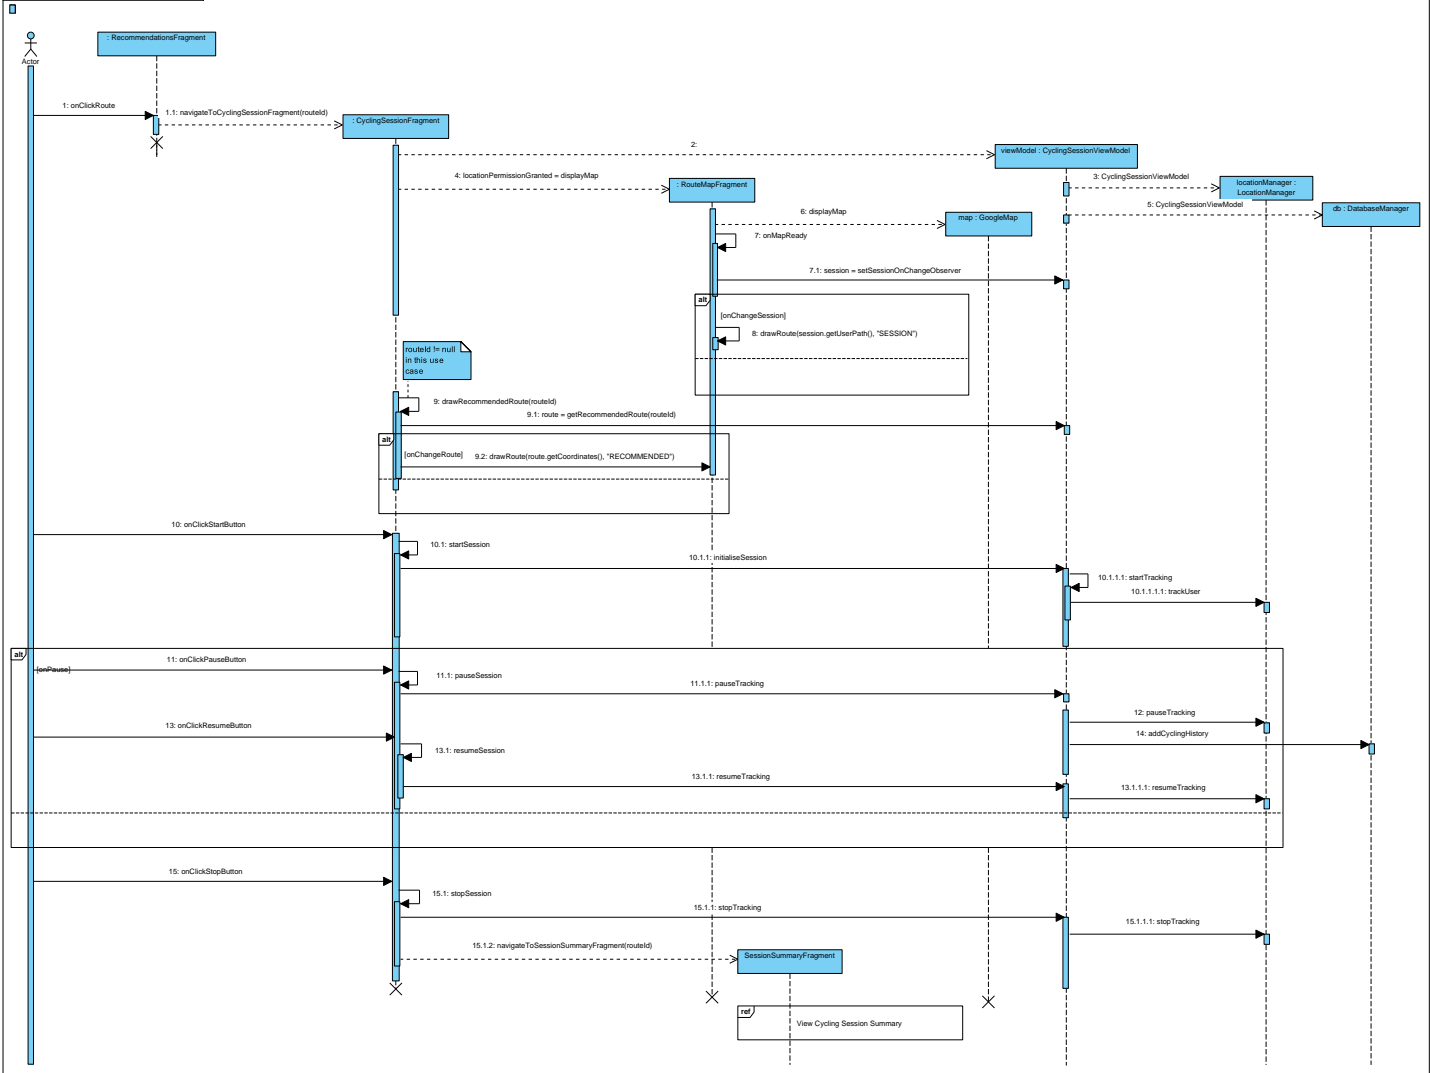 : RecommendationsFragment
Actor
1: onClickRoute
1.1: navigateToCyclingSessionFragment(routeId)
: CyclingSessionFragment
2:
viewModel : CyclingSessionViewModel
4: locationPermissionGranted = displayMap
3: CyclingSessionViewModel
: RouteMapFragment
locationManager :
LocationManager
5: CyclingSessionViewModel
db : DatabaseManager
6: displayMap
map : GoogleMap
7: onMapReady
7.1: session = setSessionOnChangeObserver
alt
[onChangeSession]
8: drawRoute(session.getUserPath(), "SESSION")
routeId != null
in this use
case
9: drawRecommendedRoute(routeId)
9.1: route = getRecommendedRoute(routeId)
alt
[onChangeRoute]
9.2: drawRoute(route.getCoordinates(), "RECOMMENDED")
10: onClickStartButton
10.1: startSession
10.1.1: initialiseSession
10.1.1.1: startTracking
10.1.1.1.1: trackUser
alt
11: onClickPauseButton
[onPause]
11.1: pauseSession
11.1.1: pauseTracking
12: pauseTracking
13: onClickResumeButton
14: addCyclingHistory
13.1: resumeSession
13.1.1: resumeTracking
13.1.1.1: resumeTracking
15: onClickStopButton
15.1: stopSession
15.1.1: stopTracking
15.1.1.1: stopTracking
15.1.2: navigateToSessionSummaryFragment(routeId)
SessionSummaryFragment
ref
View Cycling Session Summary